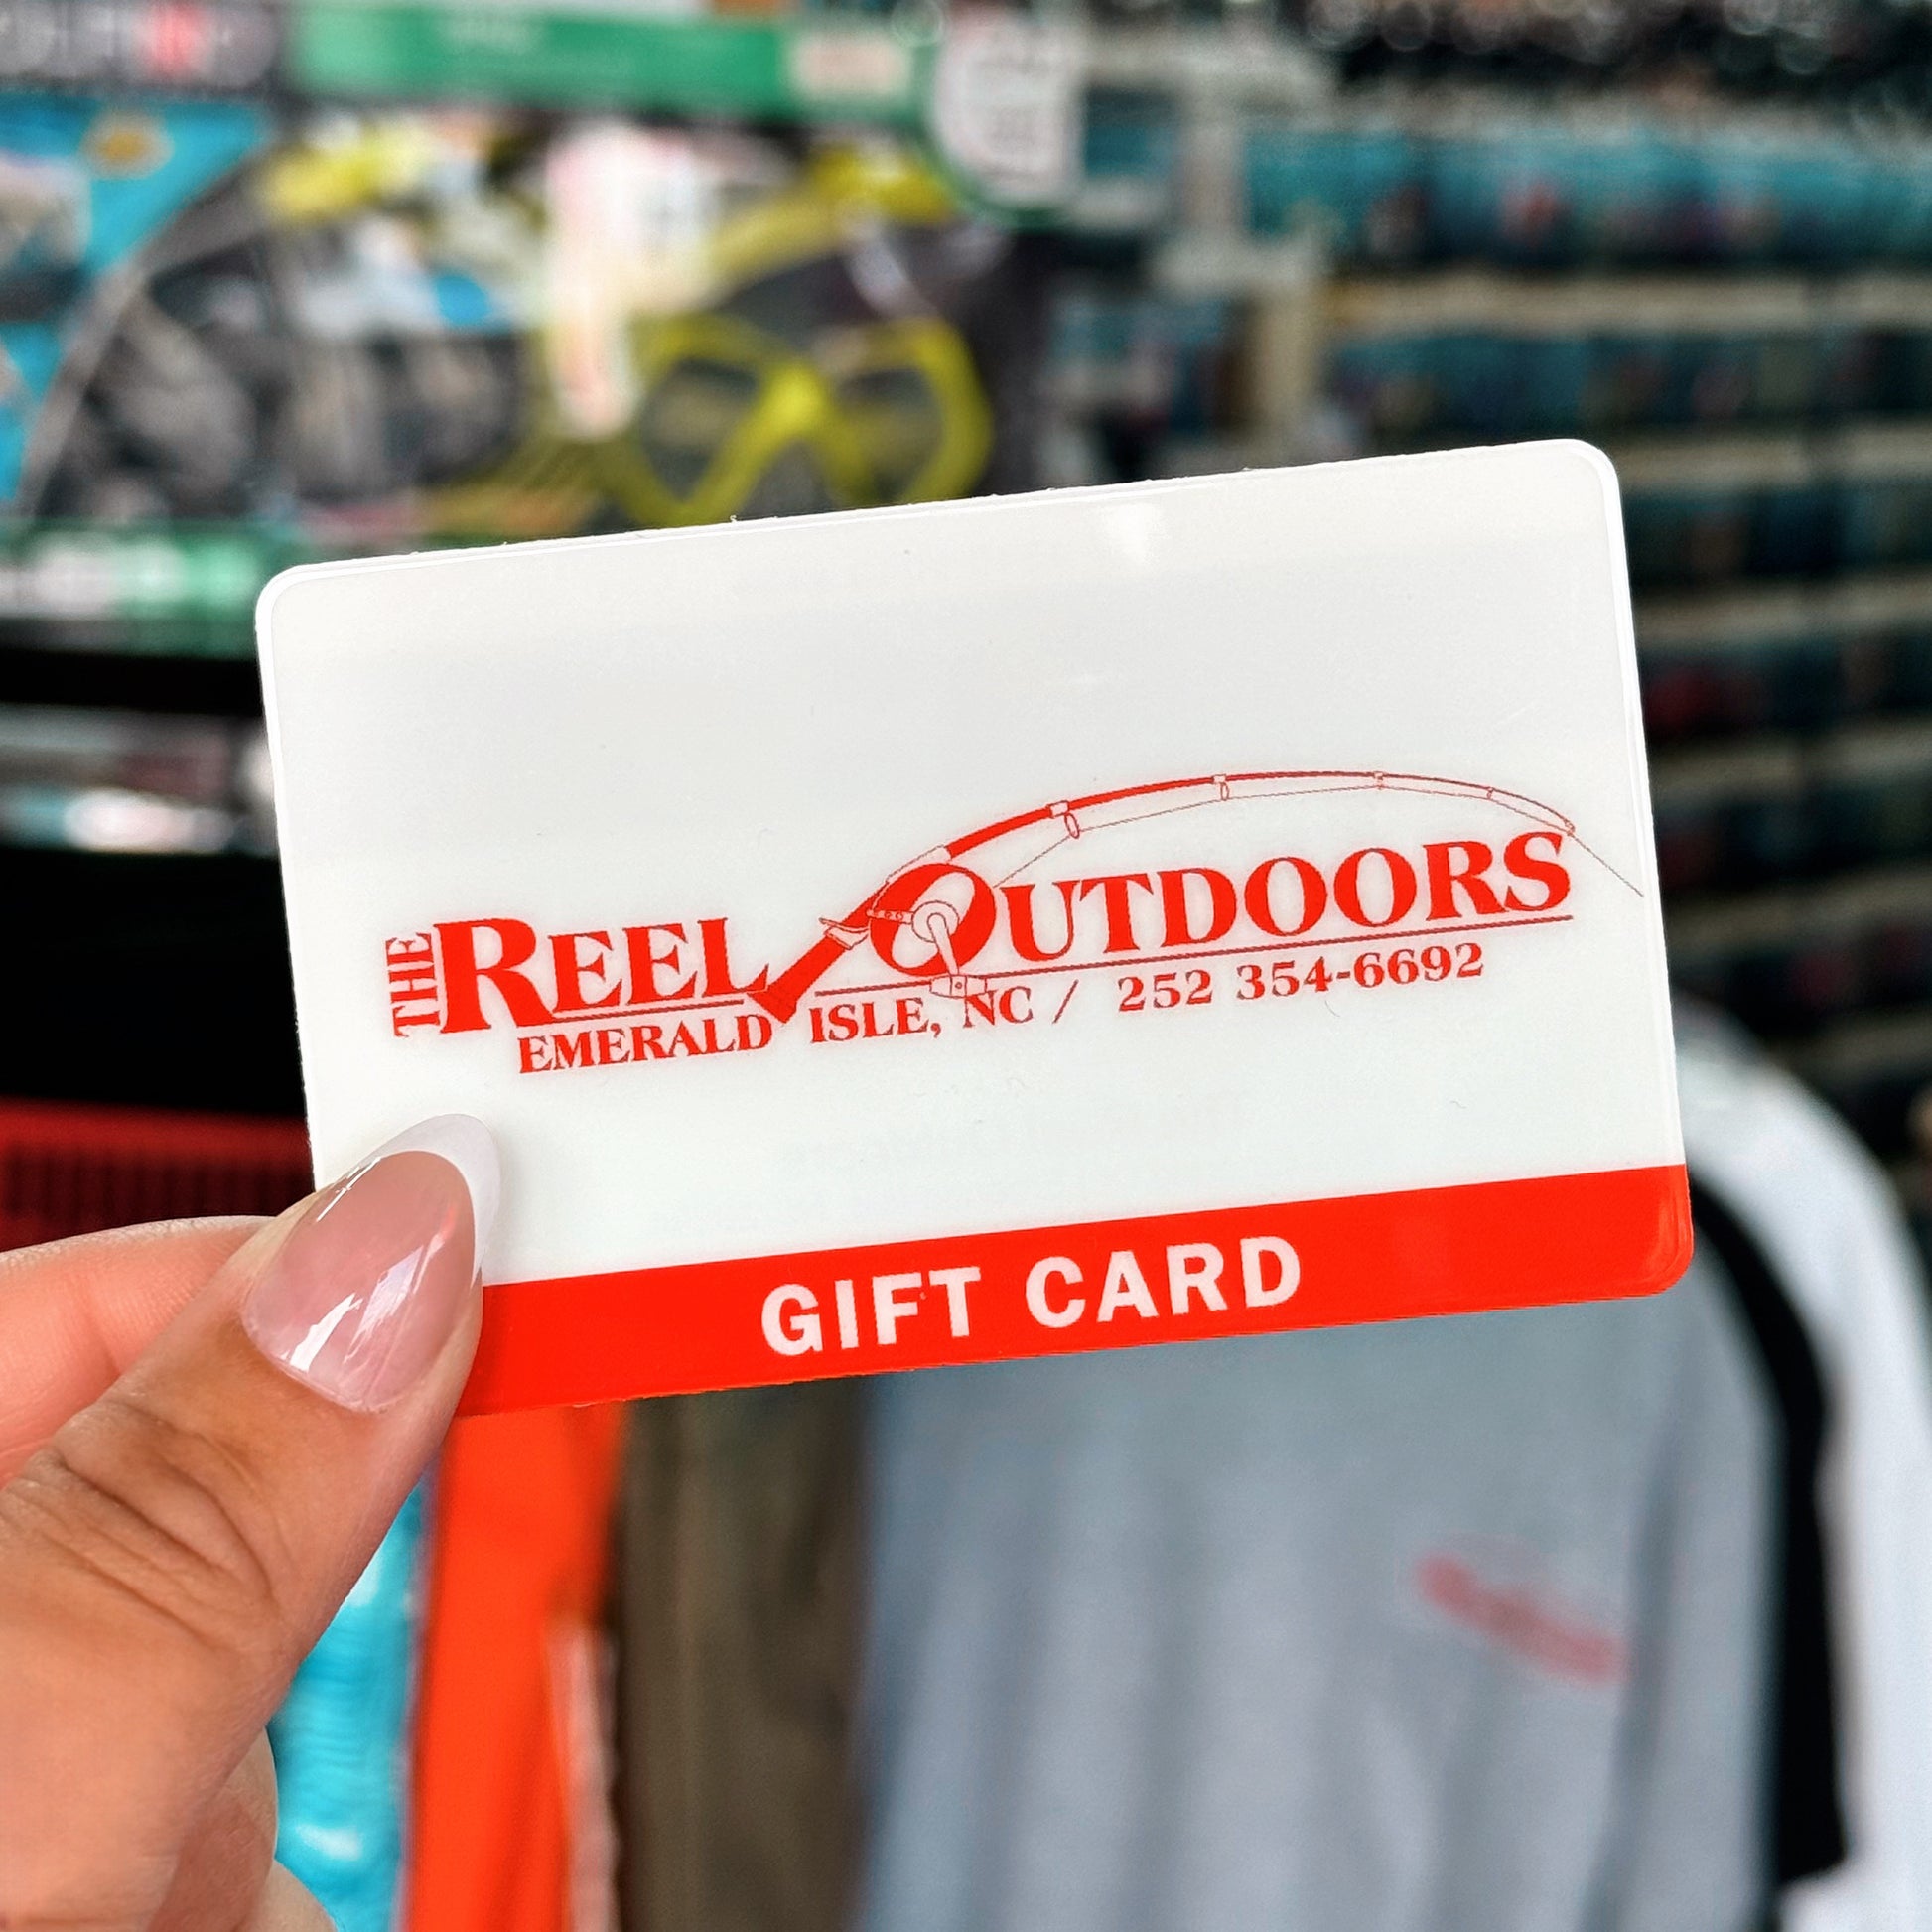 THE REEL OUTDOORS
EMERALD ISLE, NC / 252 354-6692
GIFT CARD